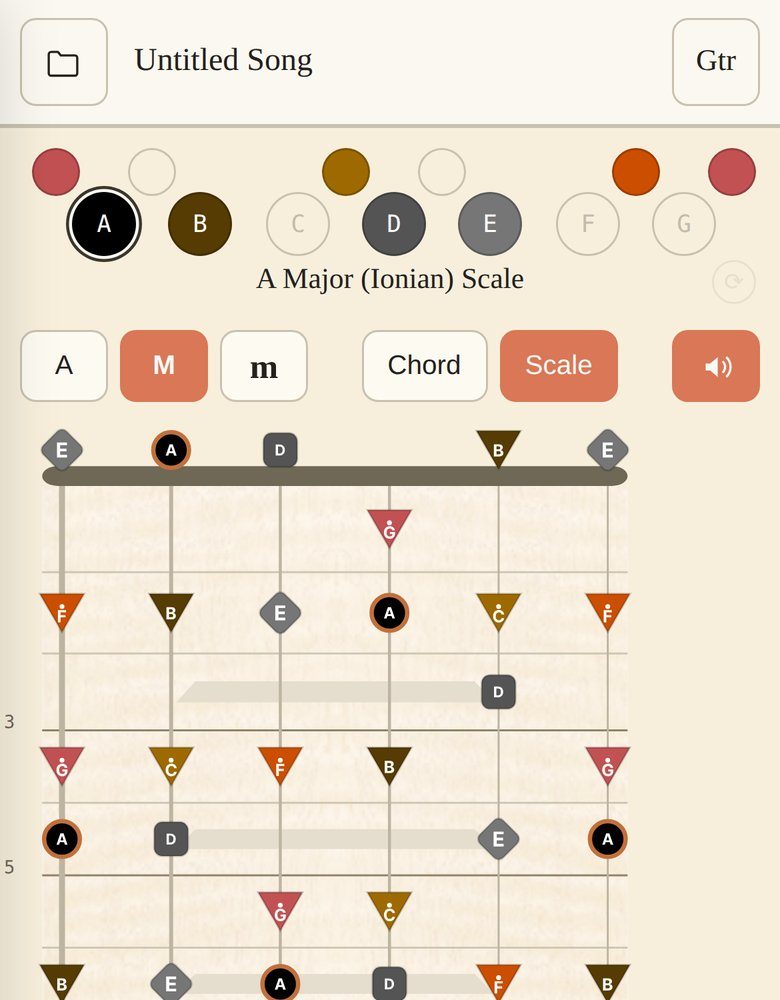 Untitled Song Gtr
A B C D E F G
A Major (Ionian) Scale
A M m Chord Scale
E A D B E
G
F B E A C F
D
3
G C F B G
A D E A
5
G C
B E A D F B